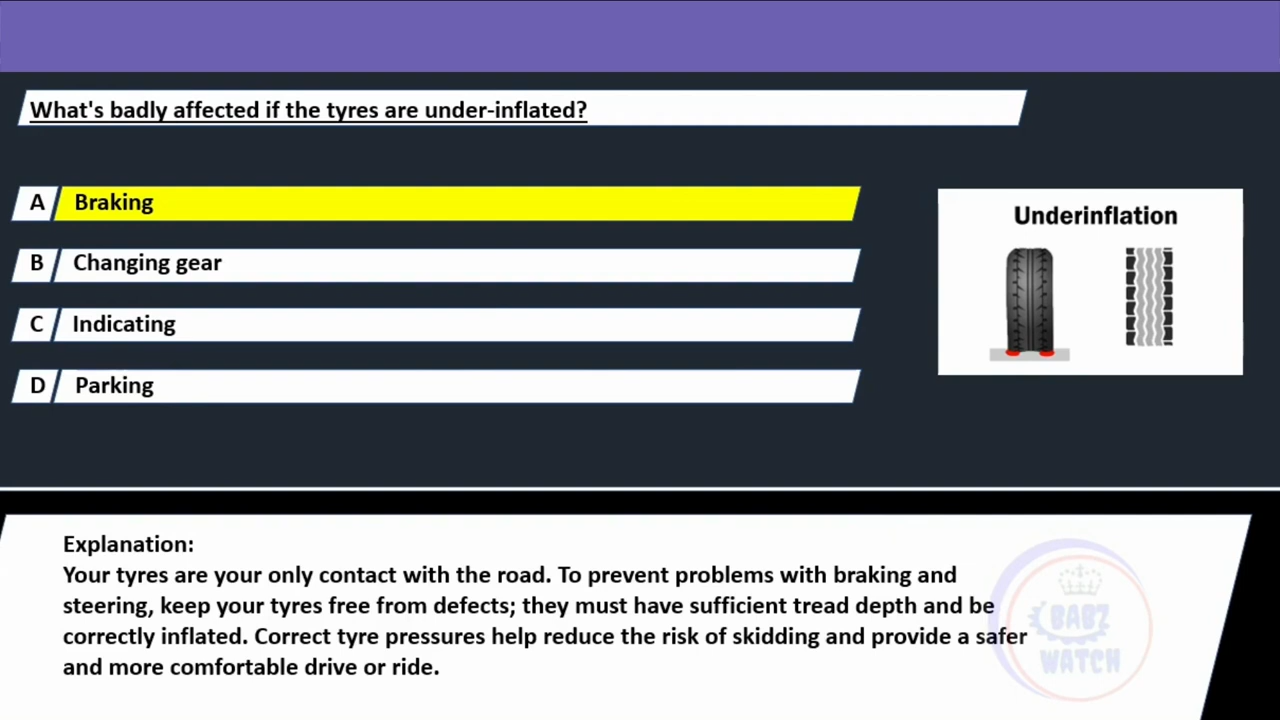 What's badly affected if the tyres are under-inflated?
A Braking
B Changing gear
C Indicating
D Parking
Underinflation
Explanation:
Your tyres are your only contact with the road. To prevent problems with braking and
steering, keep your tyres free from defects; they must have sufficient tread depth and be
correctly inflated. Correct tyre pressures help reduce the risk of skidding and provide a safer
and more comfortable drive or ride.
BABZ
WATCH